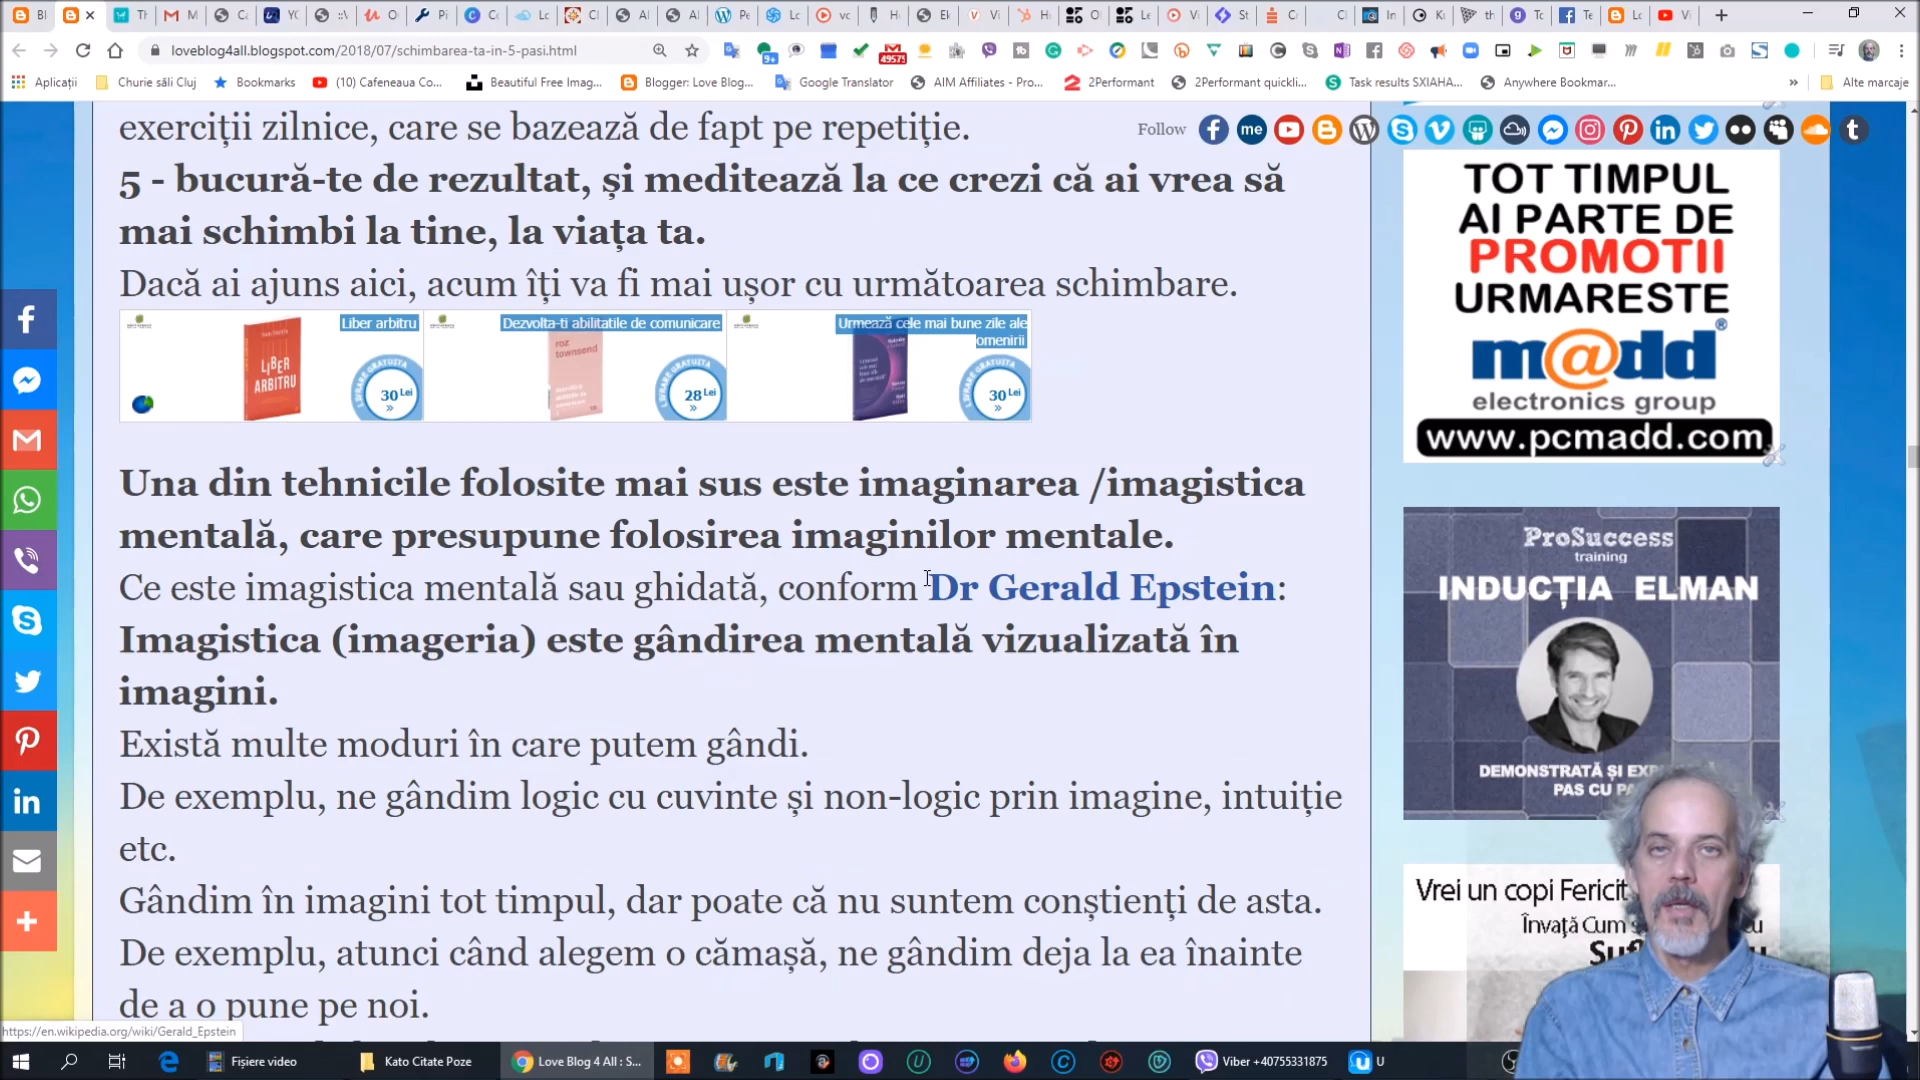 loveblog4all.blogspot.com/2018/07/schimbarea-ta-in-5-pasi.html
49575
Aplicații
Churie săli Cluj
Bookmarks
(10) Cafeneaua Co...
Beautiful Free Imag...
Blogger: Love Blog...
Google Translator
AIM Affiliates - Pro...
2Performant
2Performant quickli...
Task results SXIAHA...
Anywhere Bookmar...
»
Alte marcaje
exerciții zilnice, care se bazează de fapt pe repetiție.
Follow
5 - bucură-te de rezultat, și meditează la ce crezi că ai vrea să
mai schimbi la tine, la viața ta.
Dacă ai ajuns aici, acum îți va fi mai ușor cu următoarea schimbare.
Liber arbitru
LIBER
ARBITRU
30 Lei
»
Dezvolta-ti abilitatile de comunicare
roz
townsend
28 Lei
»
Urmează cele mai bune zile ale
omenirii
30 Lei
»
Una din tehnicile folosite mai sus este imaginarea /imagistica
mentală, care presupune folosirea imaginilor mentale.
Ce este imagistica mentală sau ghidată, conform Dr Gerald Epstein:
Imagistica (imageria) este gândirea mentală vizualizată în
imagini.
Există multe moduri în care putem gândi.
De exemplu, ne gândim logic cu cuvinte și non-logic prin imagine, intuiție
etc.
Gândim în imagini tot timpul, dar poate că nu suntem conștienți de asta.
De exemplu, atunci când alegem o cămașă, ne gândim deja la ea înainte
de a o pune pe noi.
TOT TIMPUL
AI PARTE DE
PROMOTII
URMARESTE
m@dd®
electronics group
www.pcmadd.com
ProSuccess
training
INDUCȚIA ELMAN
DEMONSTRATĂ ȘI
PAS CU
Vrei un copi Fericit
Învață Cum
https://en.wikipedia.org/wiki/Gerald_Epstein
Fișiere video
Kato Citate Poze
Love Blog 4 All : S...
Viber +40755331875
U